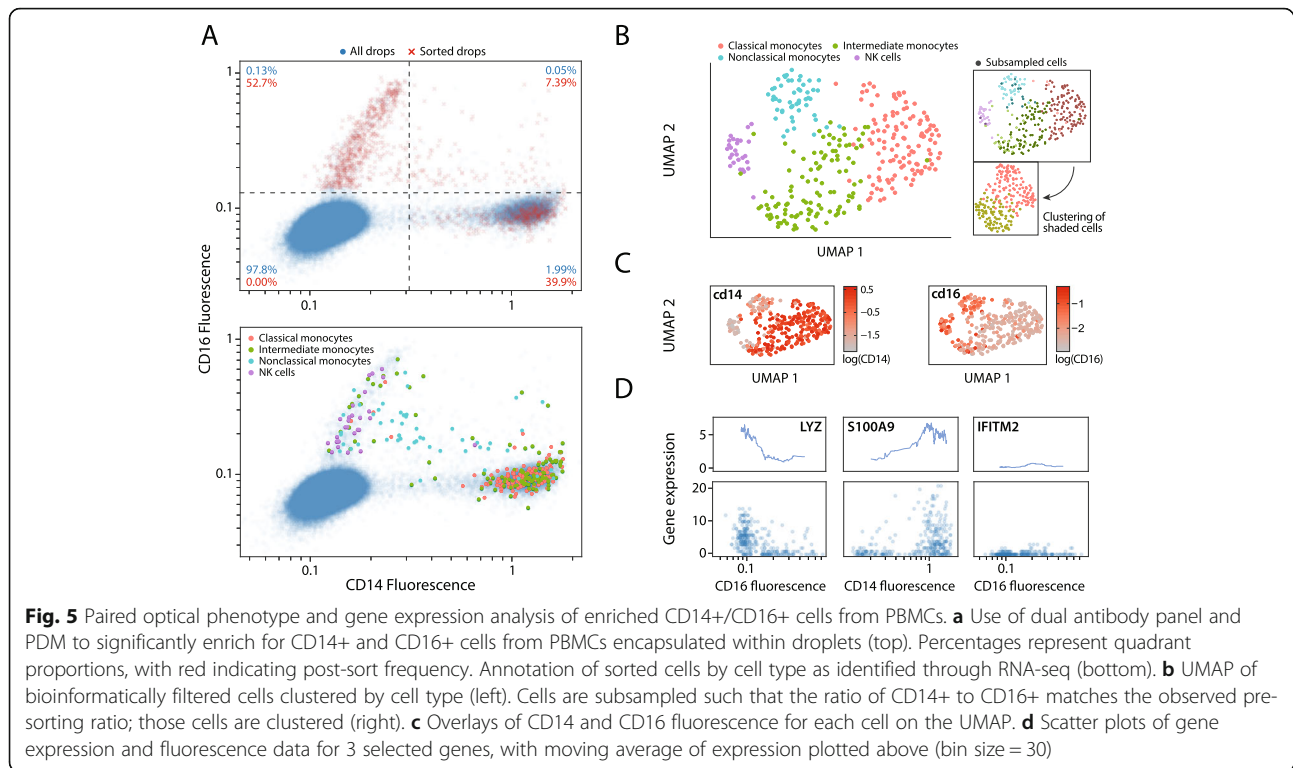 A
All drops Sorted drops
1
0.13%
52.7%
0.05%
7.39%
0.1
97.8%
0.00%
1.99%
39.9%
0.1 1
CD16 Fluorescence
Classical monocytes
Intermediate monocytes
Nonclassical monocytes
NK cells
1
0.1
0.1 1
CD14 Fluorescence
B
Classical monocytes Intermediate monocytes
Nonclassical monocytes NK cells
UMAP 2
UMAP 1
Subsampled cells
Clustering of
shaded cells
C
UMAP 2
cd14
0.5
−0.5
−1.5
log(CD14)
UMAP 1
cd16
−1
−2
log(CD16)
UMAP 1
D
Gene expression
LYZ S100A9 IFITM2
5
0
20
10
0
0.1 1 0.1
CD16 fluorescence CD14 fluorescence CD16 fluorescence
Fig. 5 Paired optical phenotype and gene expression analysis of enriched CD14+/CD16+ cells from PBMCs. a Use of dual antibody panel and
PDM to significantly enrich for CD14+ and CD16+ cells from PBMCs encapsulated within droplets (top). Percentages represent quadrant
proportions, with red indicating post-sort frequency. Annotation of sorted cells by cell type as identified through RNA-seq (bottom). b UMAP of
bioinformatically filtered cells clustered by cell type (left). Cells are subsampled such that the ratio of CD14+ to CD16+ matches the observed pre-
sorting ratio; those cells are clustered (right). c Overlays of CD14 and CD16 fluorescence for each cell on the UMAP. d Scatter plots of gene
expression and fluorescence data for 3 selected genes, with moving average of expression plotted above (bin size = 30)